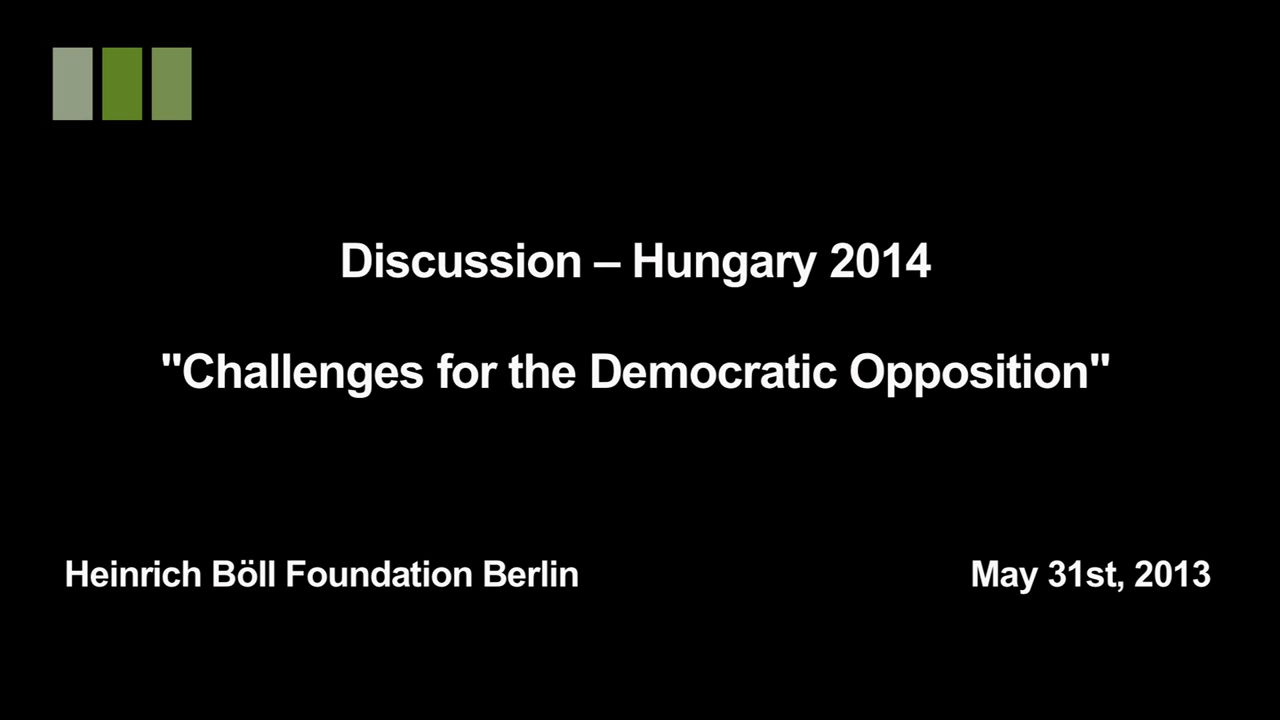 Discussion – Hungary 2014
"Challenges for the Democratic Opposition"
Heinrich Böll Foundation Berlin
May 31st, 2013